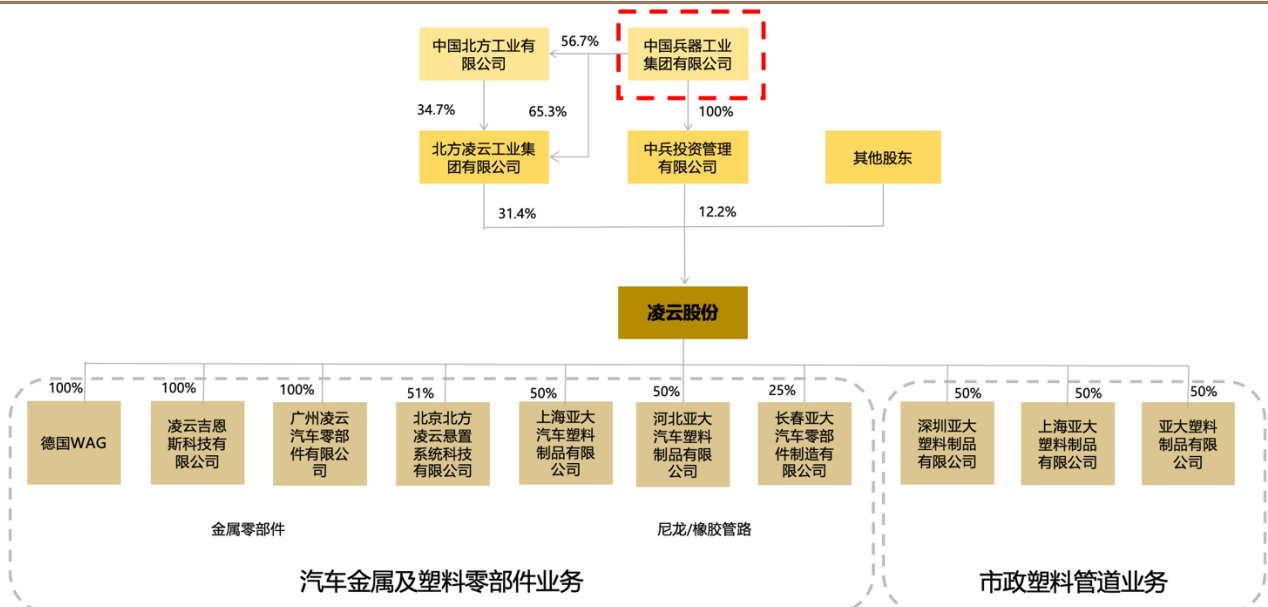 中国北方工业有
限公司
56.7%
中国兵器工业
集团有限公司
34.7%
65.3%
100%
北方凌云工业集
团有限公司
中兵投资管理
有限公司
其他股东
31.4%
12.2%
凌云股份
100%
100%
100%
51%
50%
50%
25%
50%
50%
50%
德国WAG
凌云吉恩
斯科技有
限公司
广州凌云
汽车零部
件有限公
司
北京北方
凌云悬置
系统科技
有限公司
上海亚大
汽车塑料
制品有限
公司
河北亚大
汽车塑料
制品有限
公司
长春亚大
汽车零部
件制造有
限公司
深圳亚大
塑料制品
有限公司
上海亚大
塑料制品
有限公司
亚大塑料
制品有限
公司
金属零部件
尼龙/橡胶管路
汽车金属及塑料零部件业务
市政塑料管道业务